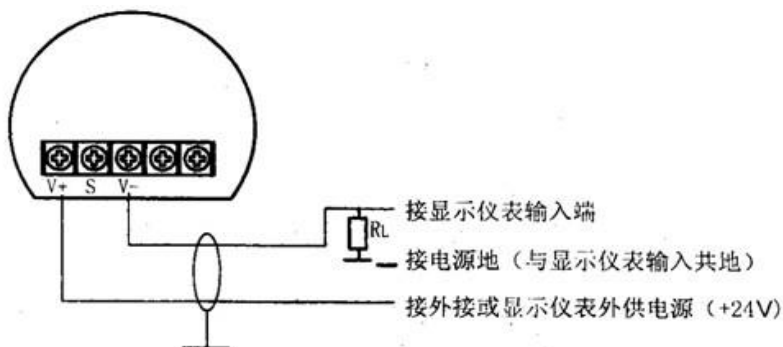 V+ S V-
接显示仪表输入端
RL
接电源地（与显示仪表输入共地）
接外接或显示仪表外供电源（+24V）